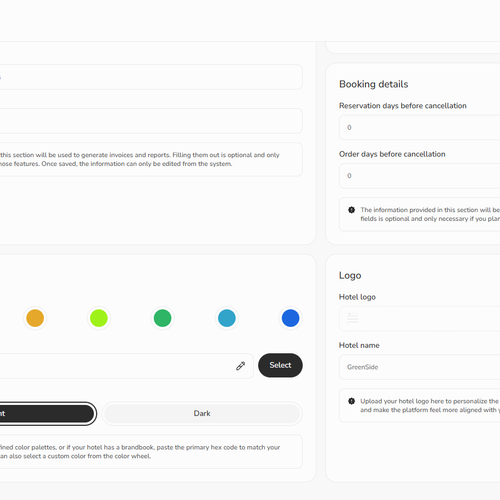 this section will be used to generate invoices and reports. Filling them out is optional and only
those features. Once saved, the information can only be edited from the system.
Booking details
Reservation days before cancellation
0
Order days before cancellation
0
The information provided in this section will be
fields is optional and only necessary if you plan
Select
Dark
color palettes, or if your hotel has a brandbook, paste the primary hex code to match your
can also select a custom color from the color wheel.
Logo
Hotel logo
Hotel name
GreenSide
Upload your hotel logo here to personalize the
and make the platform feel more aligned with